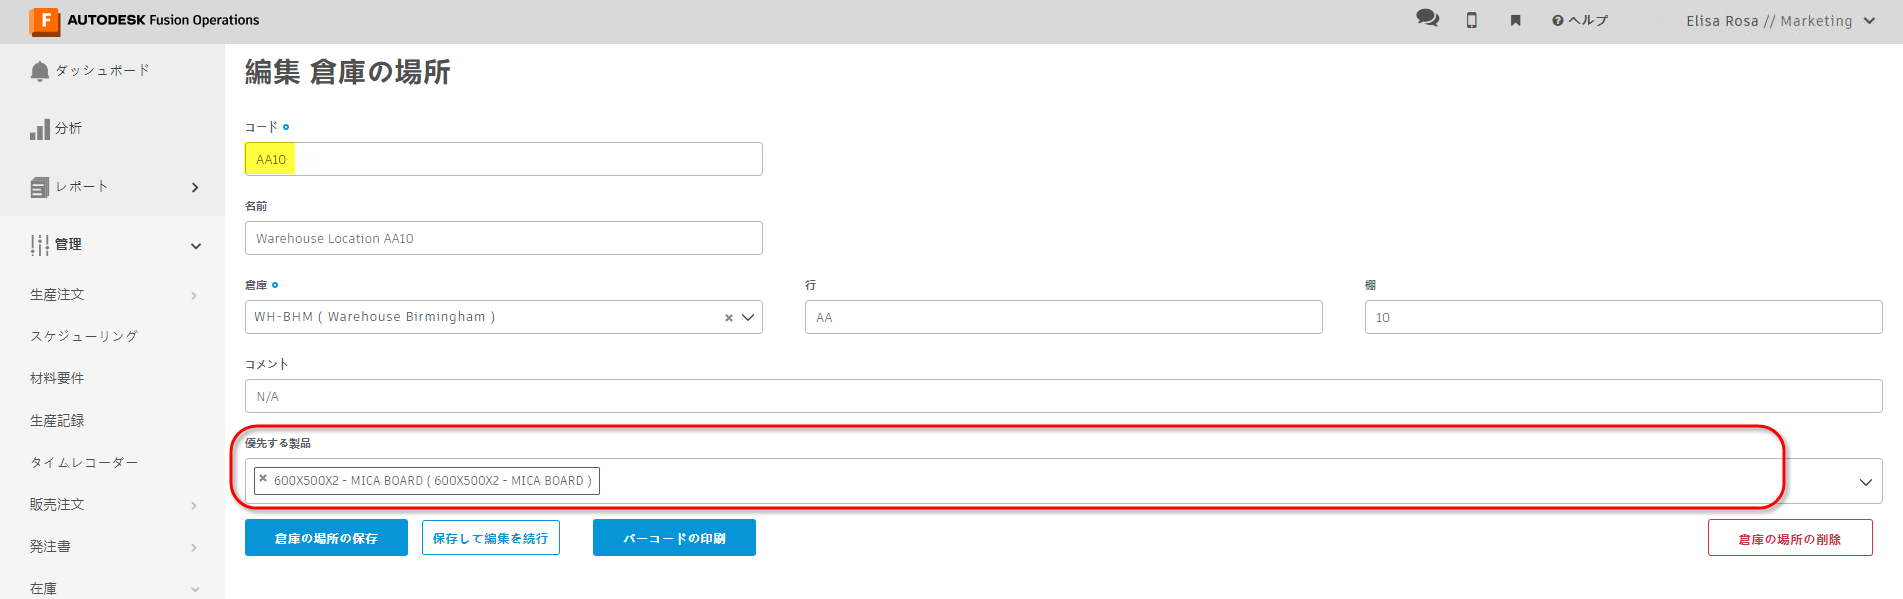 F AUTODESK Fusion Operations
ヘルプ
Elisa Rosa // Marketing
ダッシュボード
分析
レポート
管理
生産注文
スケジューリング
材料要件
生産記録
タイムレコーダー
販売注文
発注書
在庫
編集 倉庫の場所
コード
AA10
名前
Warehouse Location AA10
倉庫
WH-BHM ( Warehouse Birmingham )
行
AA
棚
10
コメント
N/A
優先する製品
600X500X2 - MICA BOARD ( 600X500X2 - MICA BOARD )
倉庫の場所の保存
保存して編集を続行
バーコードの印刷
倉庫の場所の削除